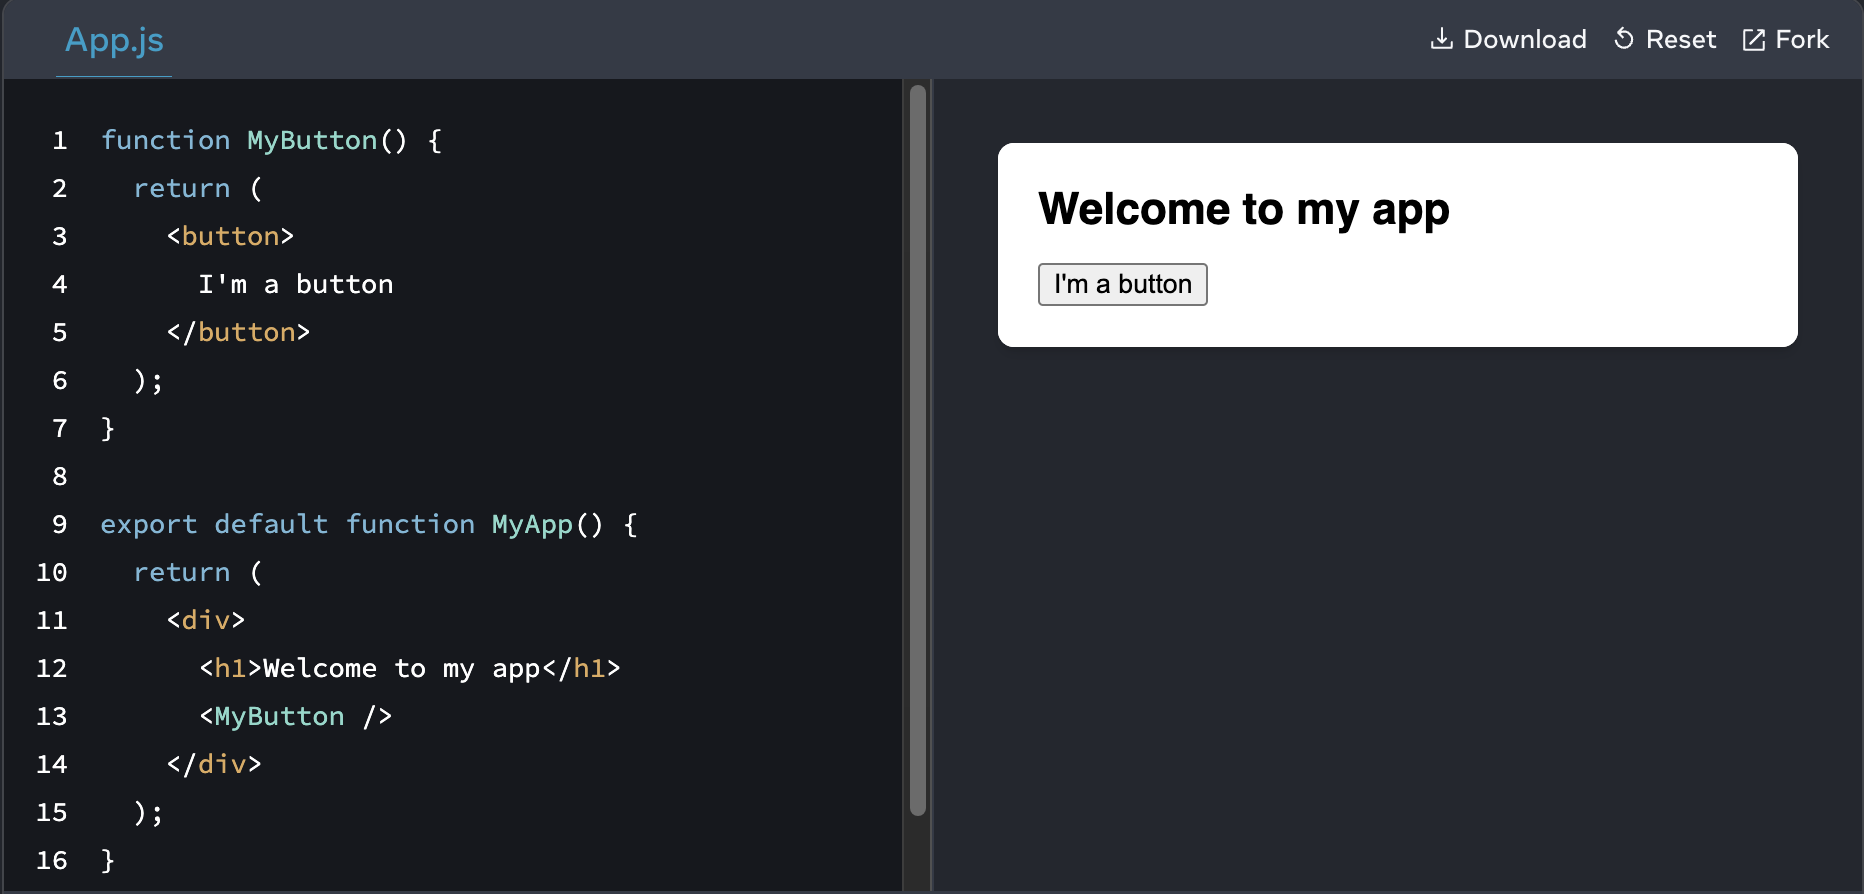 App.js
Download Reset Fork
1 function MyButton() {
2   return (
3     <button>
4       I'm a button
5     </button>
6   );
7 }
8
9 export default function MyApp() {
10   return (
11     <div>
12       <h1>Welcome to my app</h1>
13       <MyButton />
14     </div>
15   );
16 }
Welcome to my app
I'm a button